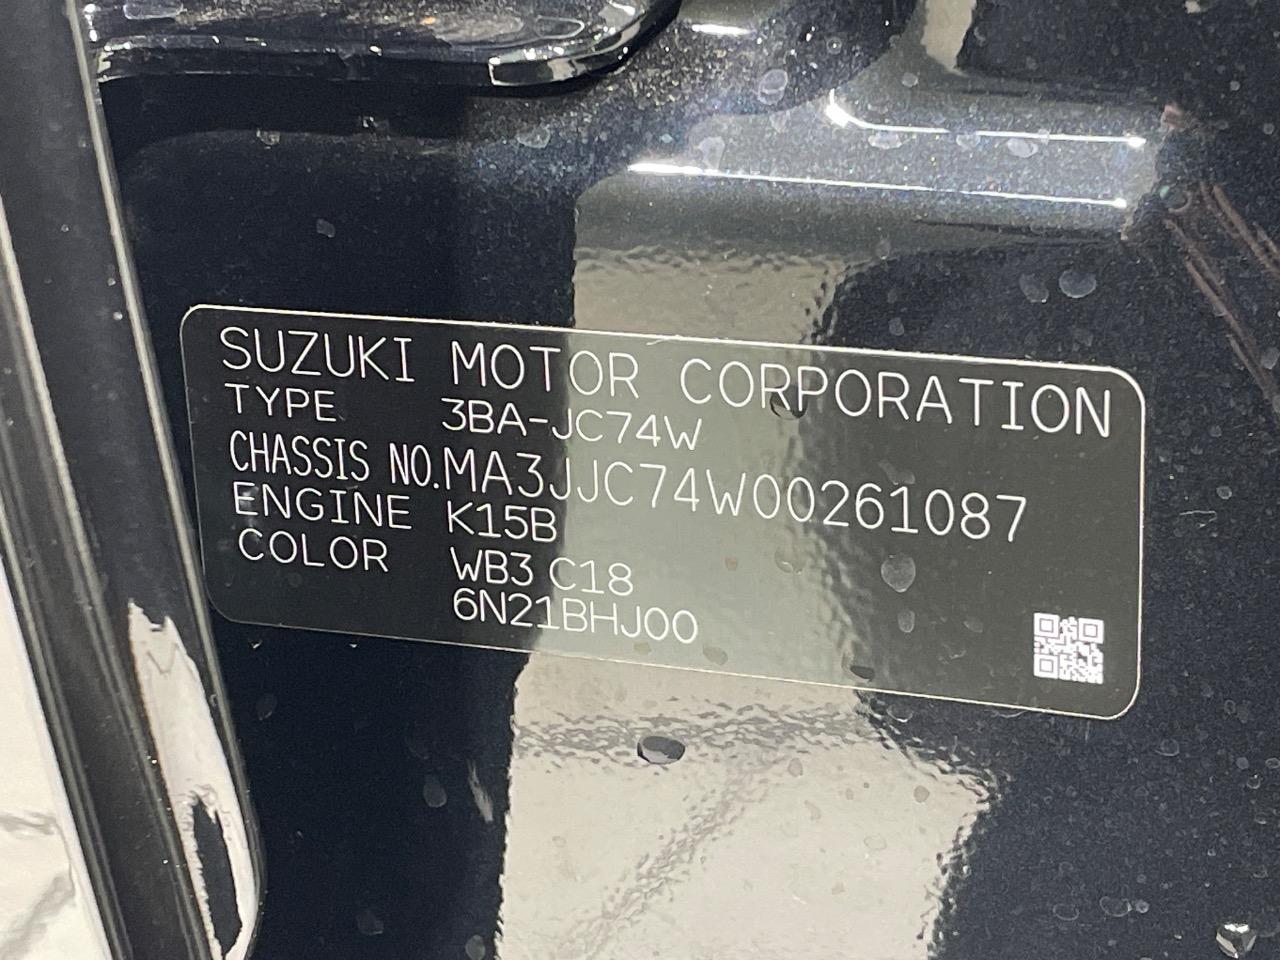 SUZUKI MOTOR CORPORATION
TYPE 3BA-JC74W
CHASSIS NO.MA3JJC74W00261087
ENGINE K15B
COLOR WB3 C18
6N21BHJ00